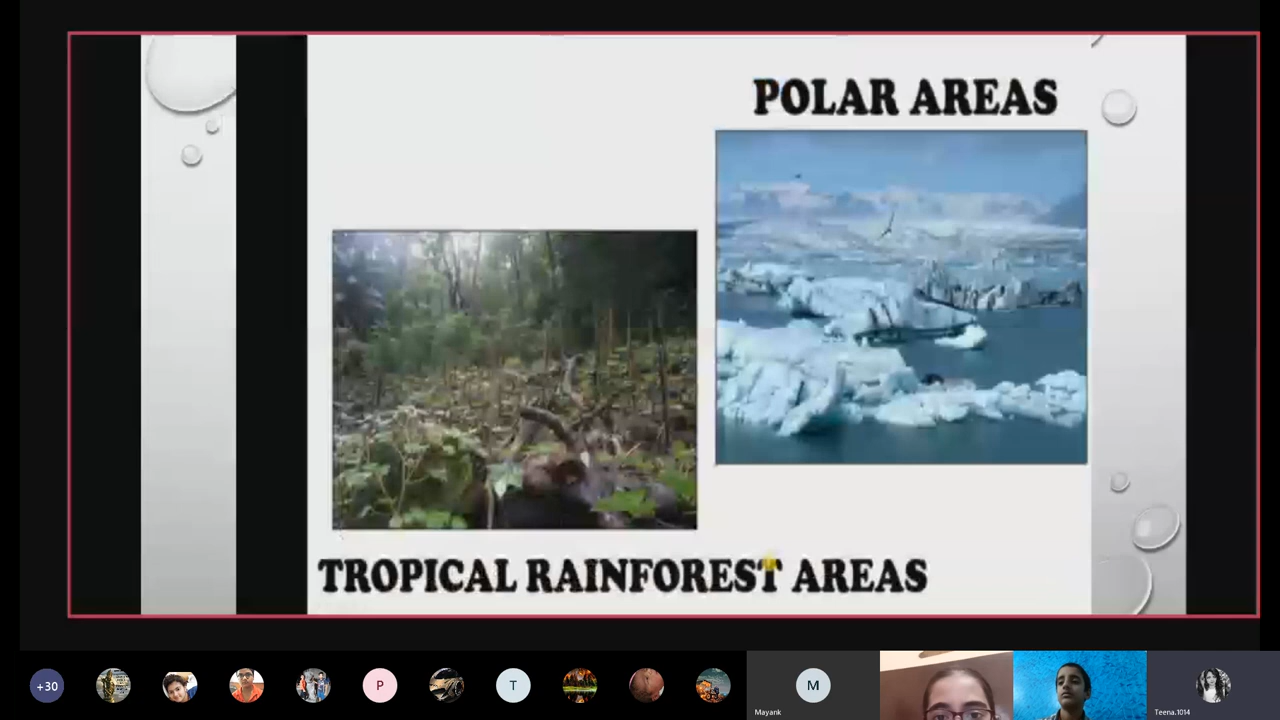 POLAR AREAS
TROPICAL RAINFOREST AREAS
+30
P
T
M
Mayank
Teena.1014